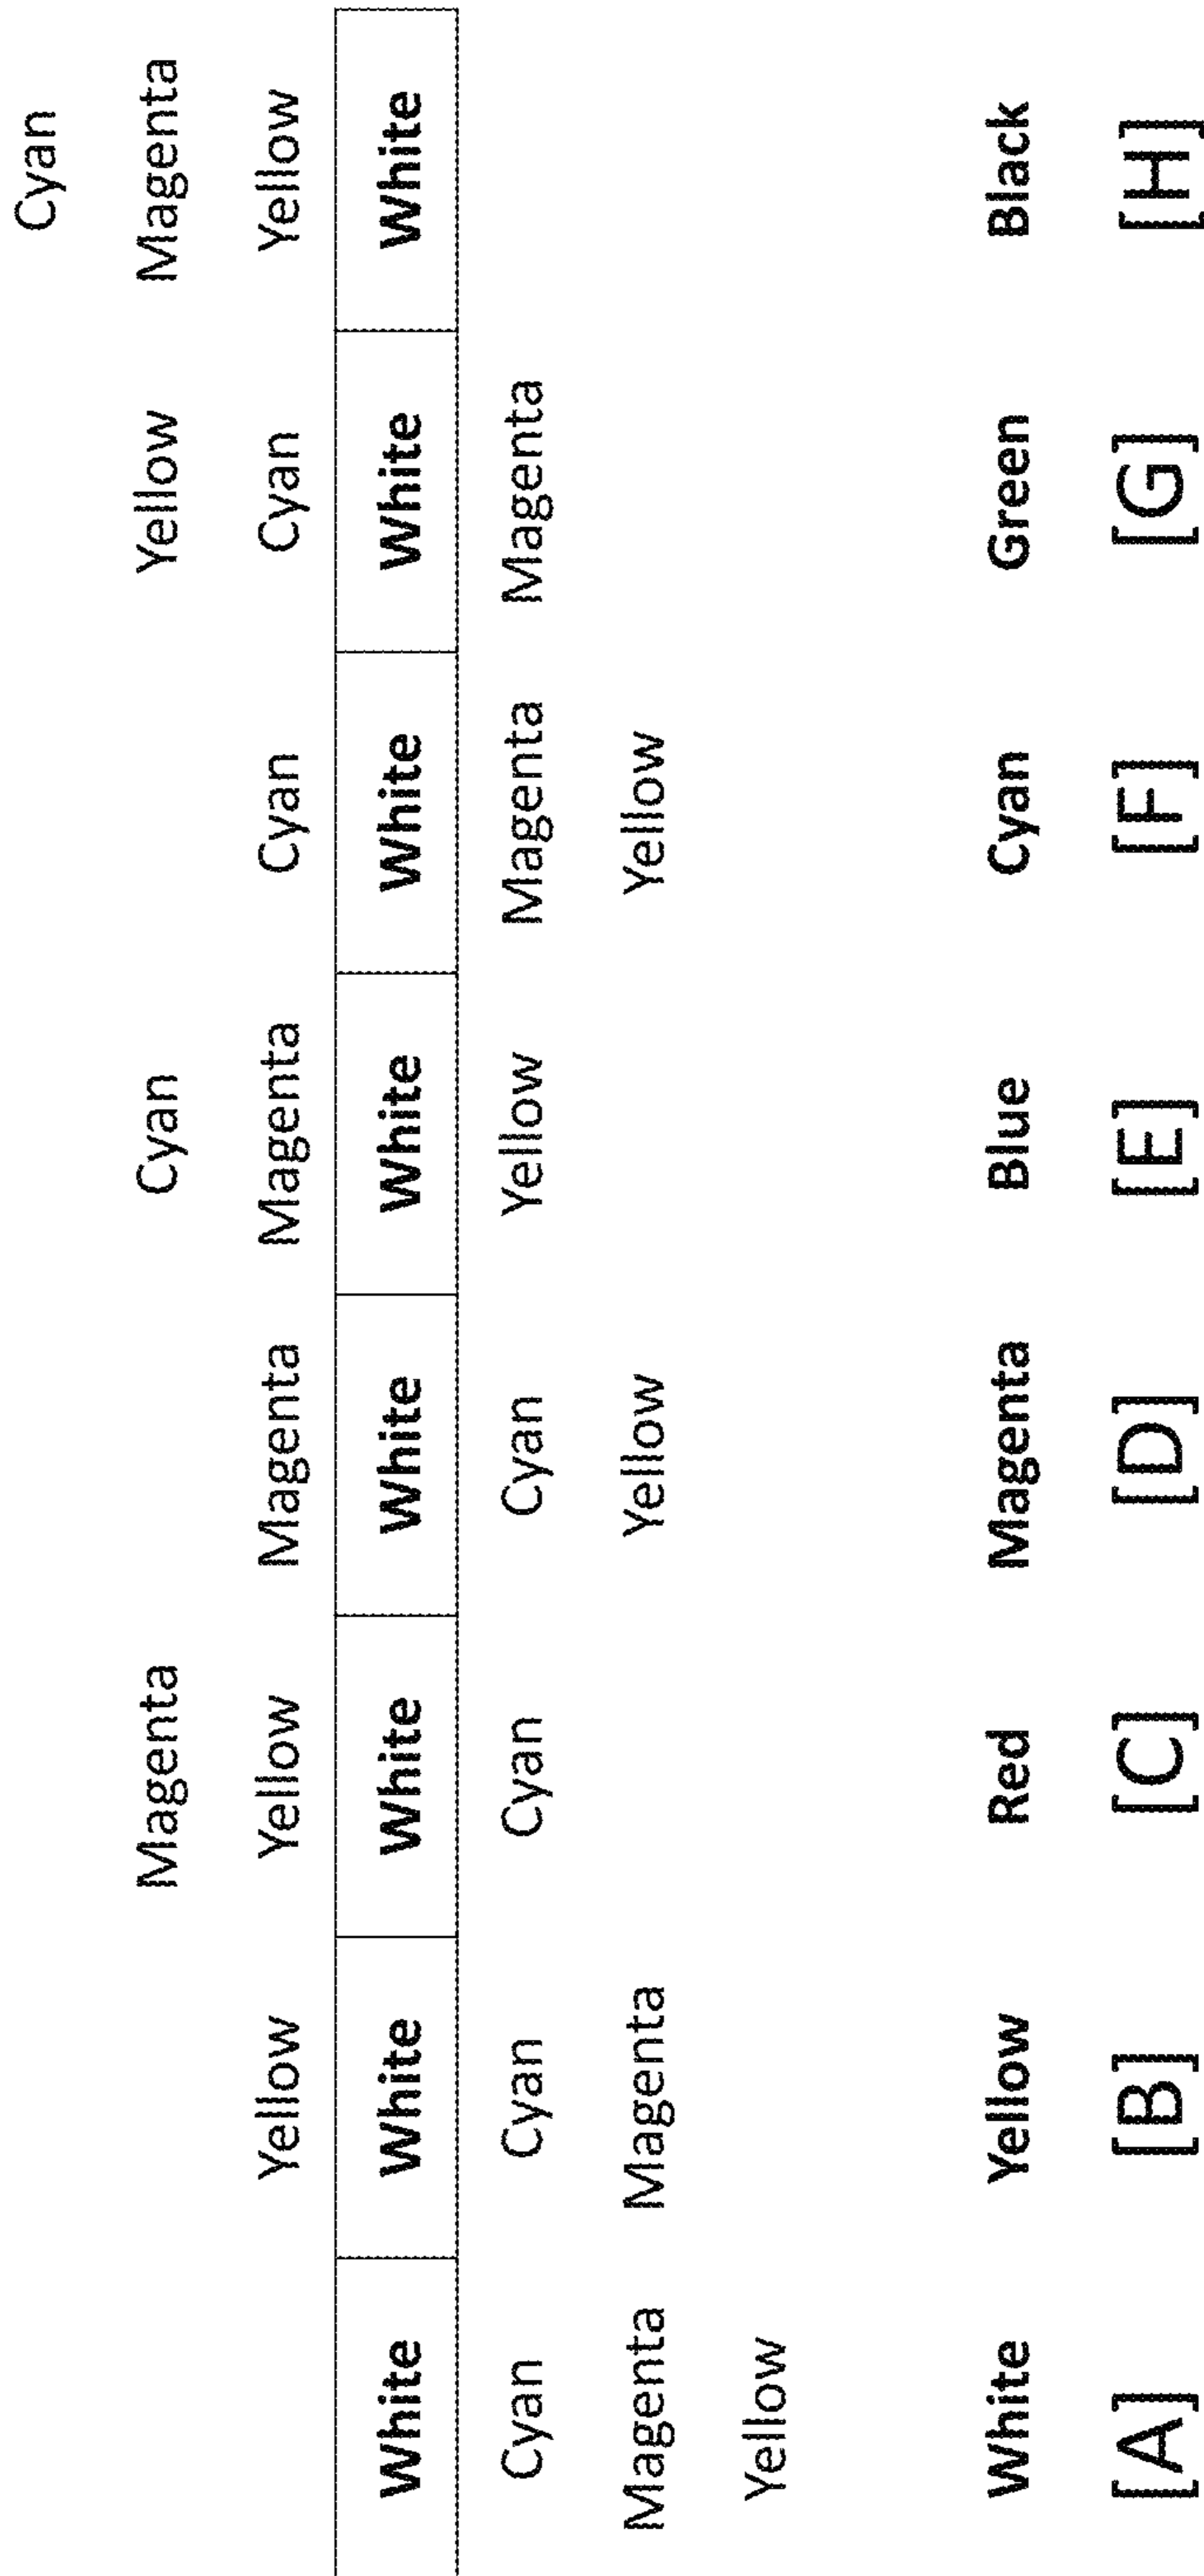 Cyan
Magenta Cyan Yellow Magenta
Yellow Yellow Magenta Magenta Cyan Cyan Yellow
White White White White White White White White
Cyan Cyan Cyan Cyan Yellow Magenta Magenta
Magenta Magenta Yellow Yellow
Yellow
White Yellow Red Magenta Blue Cyan Green Black
[A] [B] [C] [D] [E] [F] [G] [H]